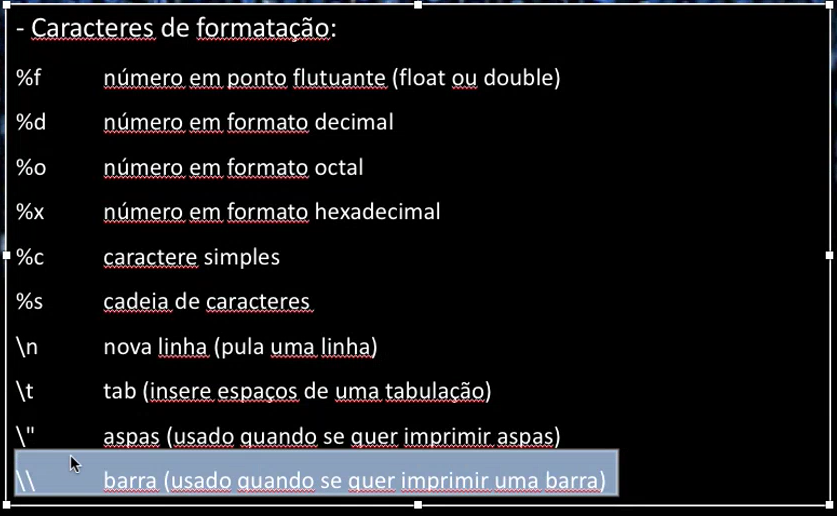 - Caracteres de formatação:
%f número em ponto flutuante (float ou double)
%d número em formato decimal
%o número em formato octal
%x número em formato hexadecimal
%c caractere simples
%s cadeia de caracteres
\n nova linha (pula uma linha)
\t tab (insere espaços de uma tabulação)
\" aspas (usado quando se quer imprimir aspas)
\\ barra (usado quando se quer imprimir uma barra)